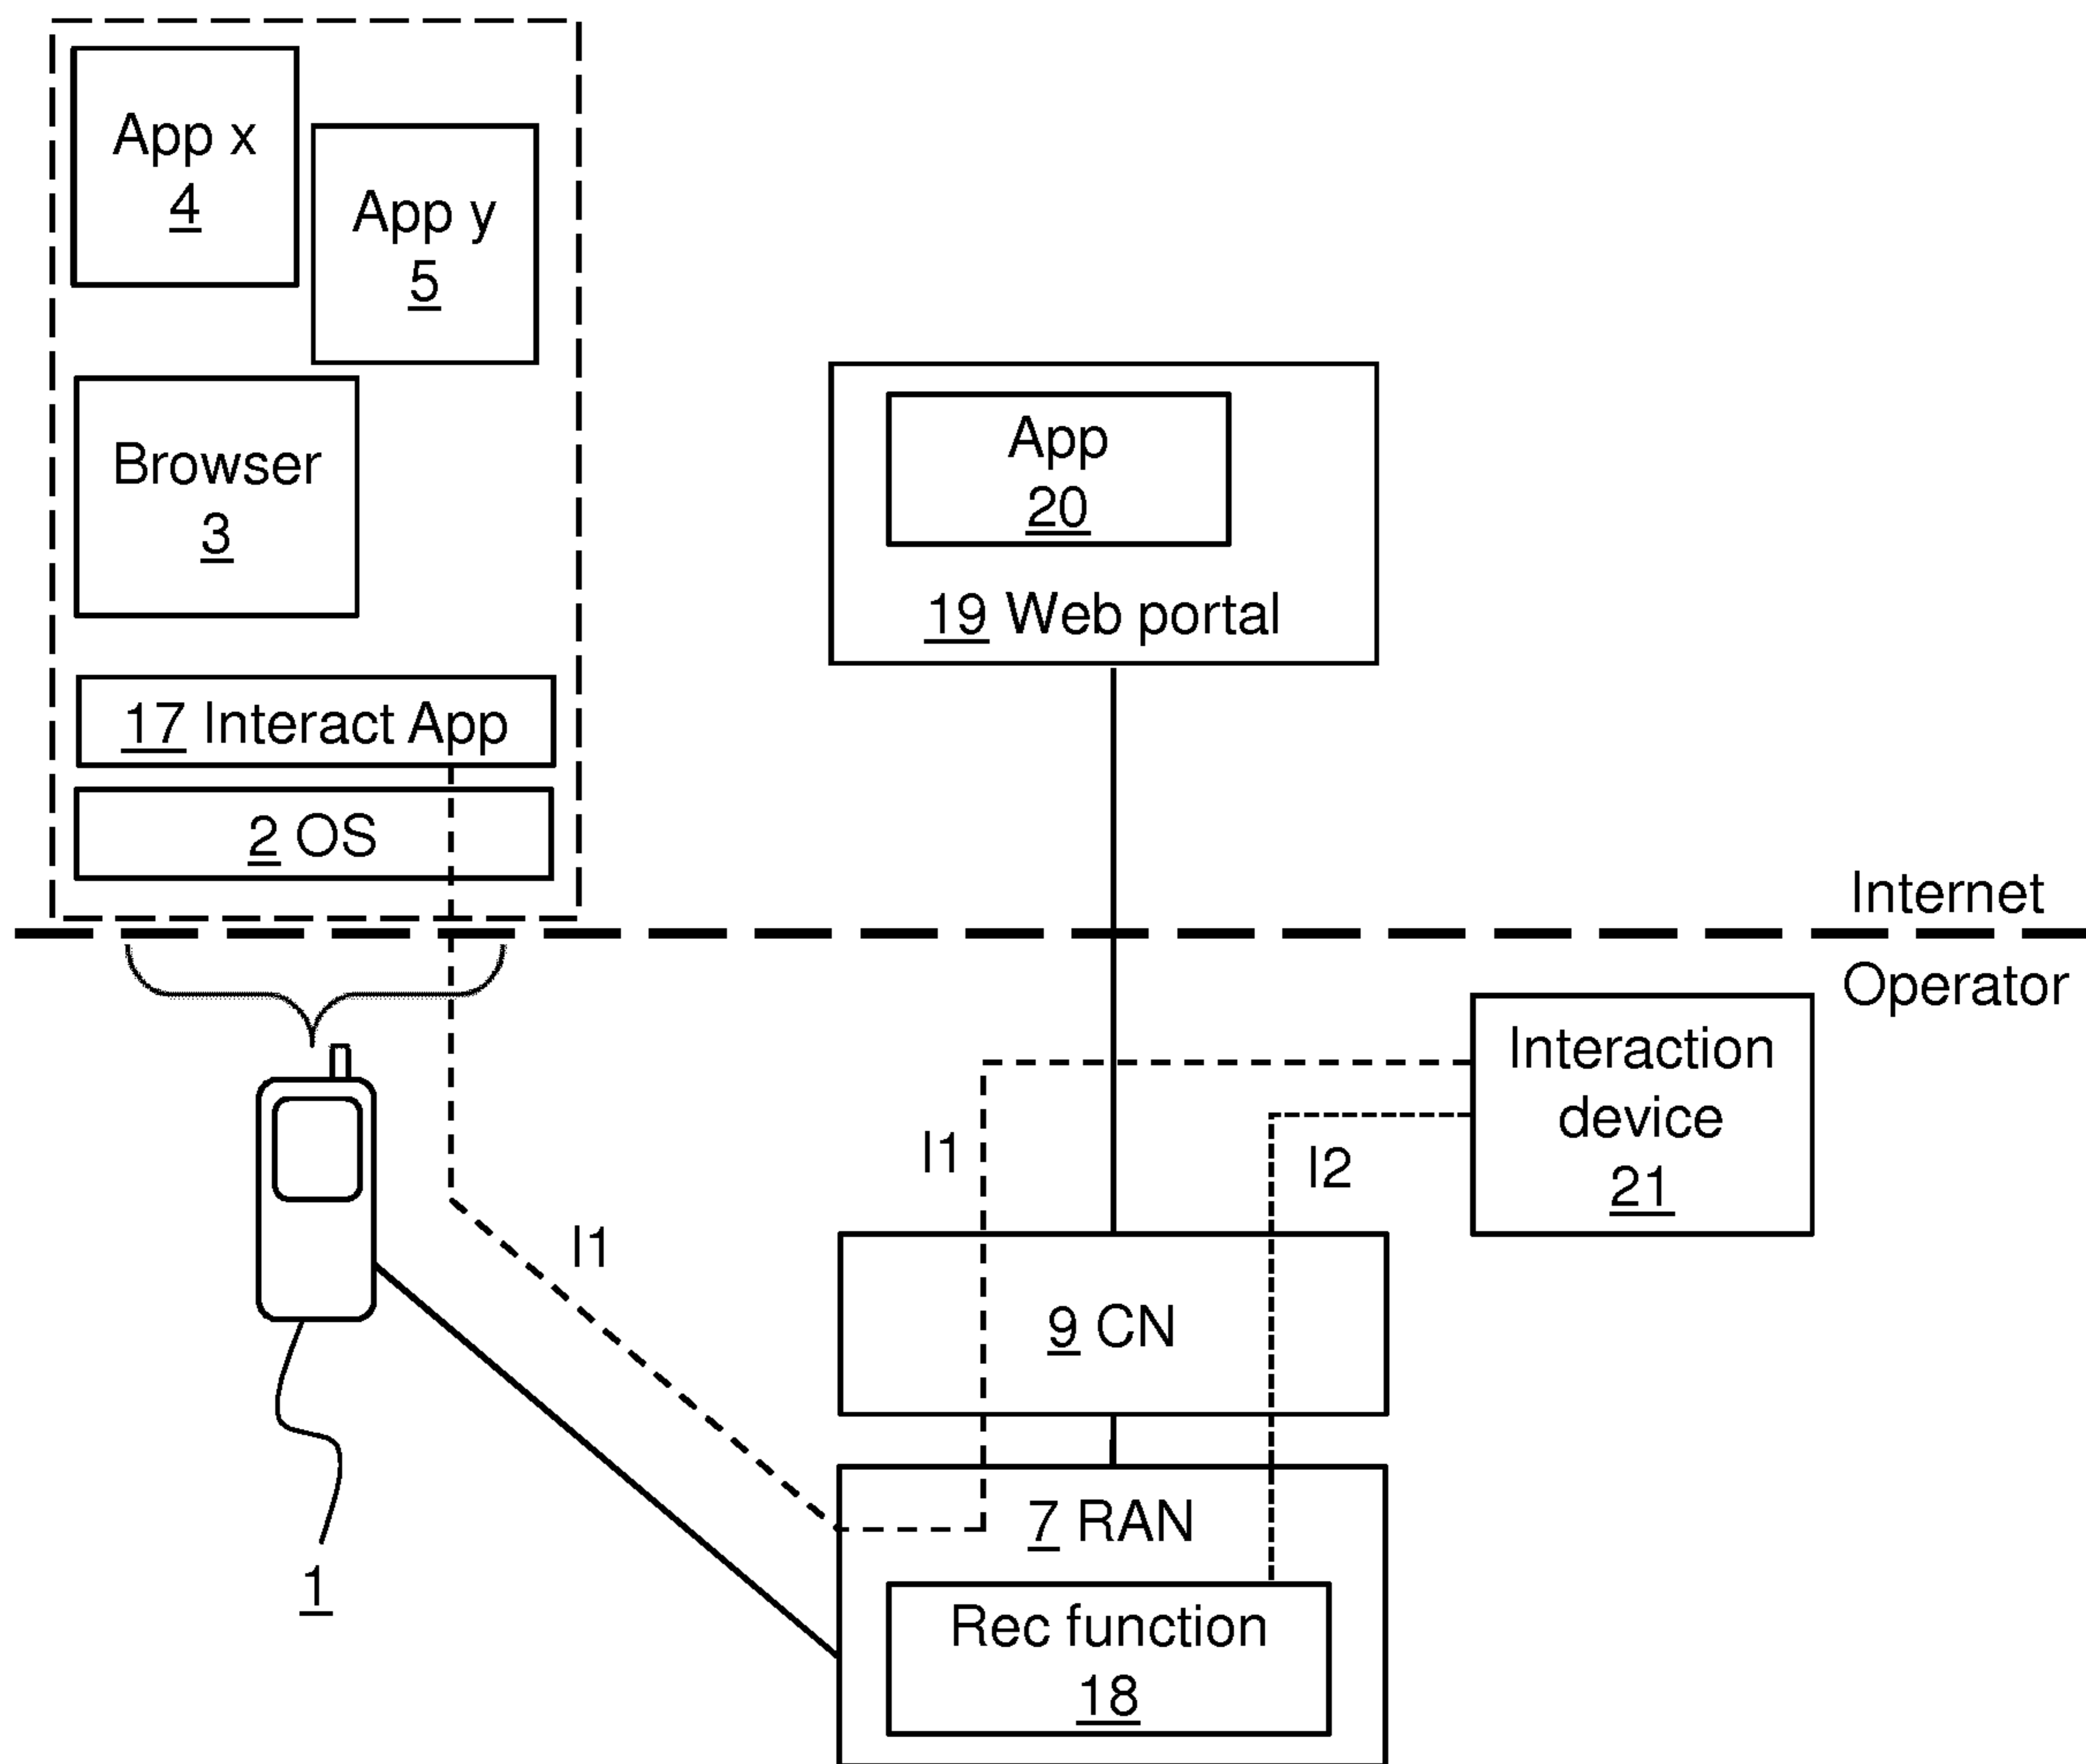 App x
4
App y
5
Browser
3
17 Interact App
2 OS
App
20
19 Web portal
Internet
Operator
Interaction
device
21
I1
I2
I1
9 CN
7 RAN
Rec function
18
1